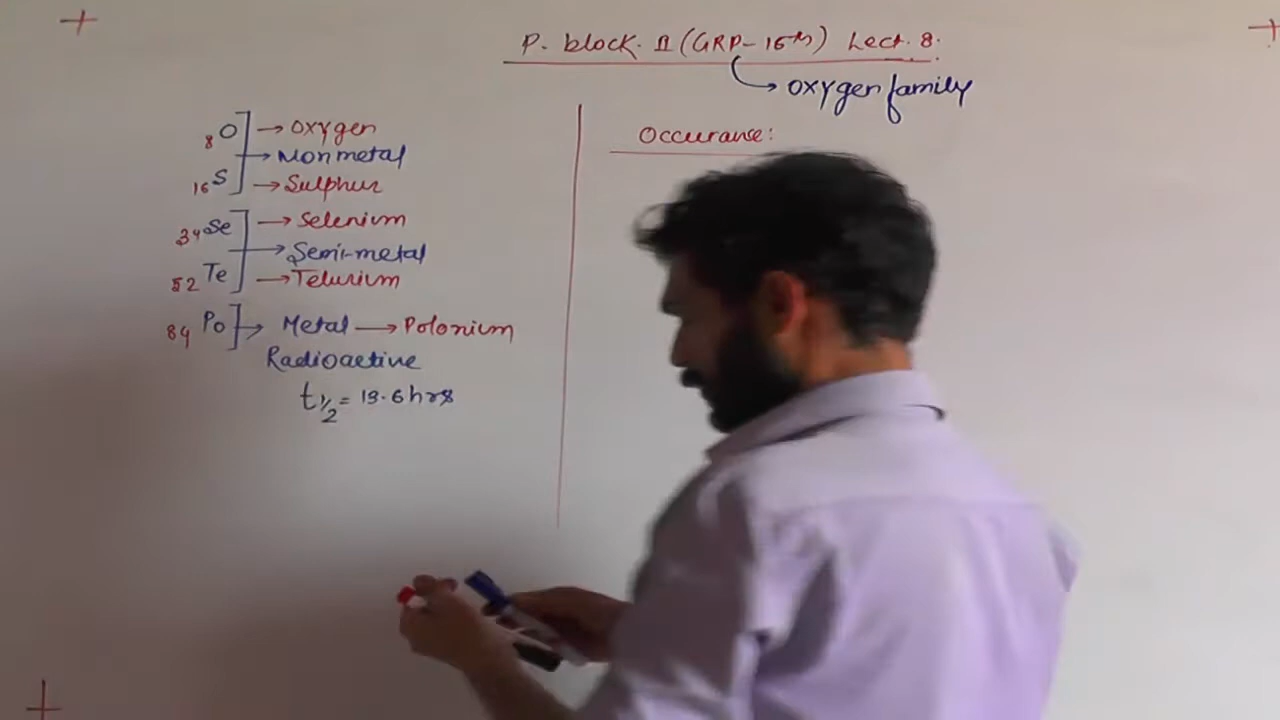 P. block. II (GRP-16th) Lect. 8.
oxygen family
8O → oxygen
→ Nonmetal
16S → Sulphur
34Se → Selenium
→ Semi-metal
52Te → Telurium
84Po → Metal → Polonium
Radioactive
t1/2 = 13.6 hrs
Occurance: